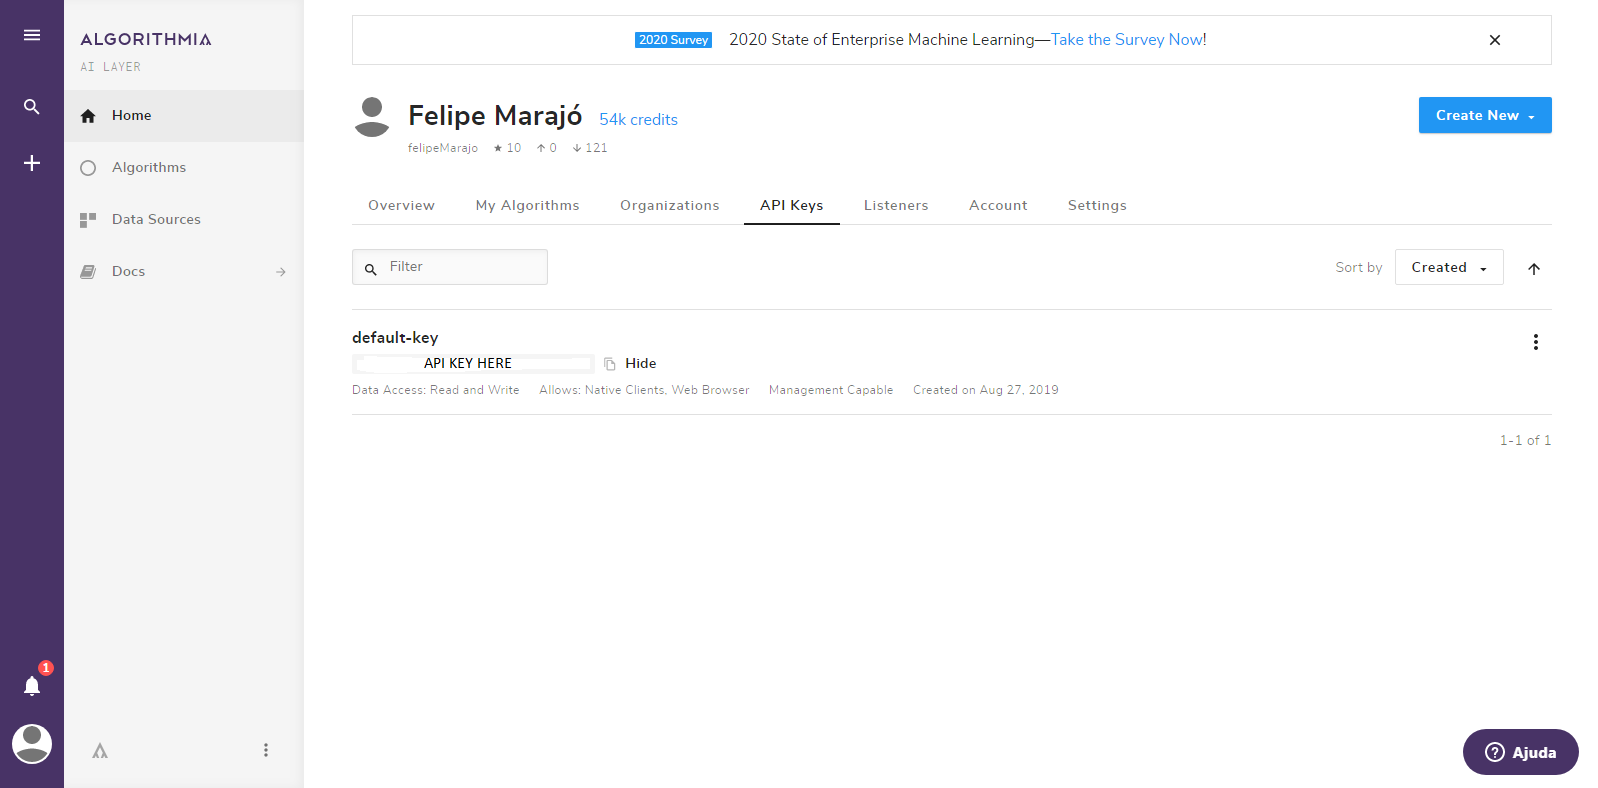 ALGORITHMIA
AI LAYER
Home
Algorithms
Data Sources
Docs
2020 Survey 2020 State of Enterprise Machine Learning—Take the Survey Now!
Felipe Marajó 54k credits
felipeMarajo 10 0 121
Create New
Overview My Algorithms Organizations API Keys Listeners Account Settings
Filter
Sort by Created
default-key
API KEY HERE Hide
Data Access: Read and Write Allows: Native Clients, Web Browser Management Capable Created on Aug 27, 2019
1-1 of 1
1
Ajuda